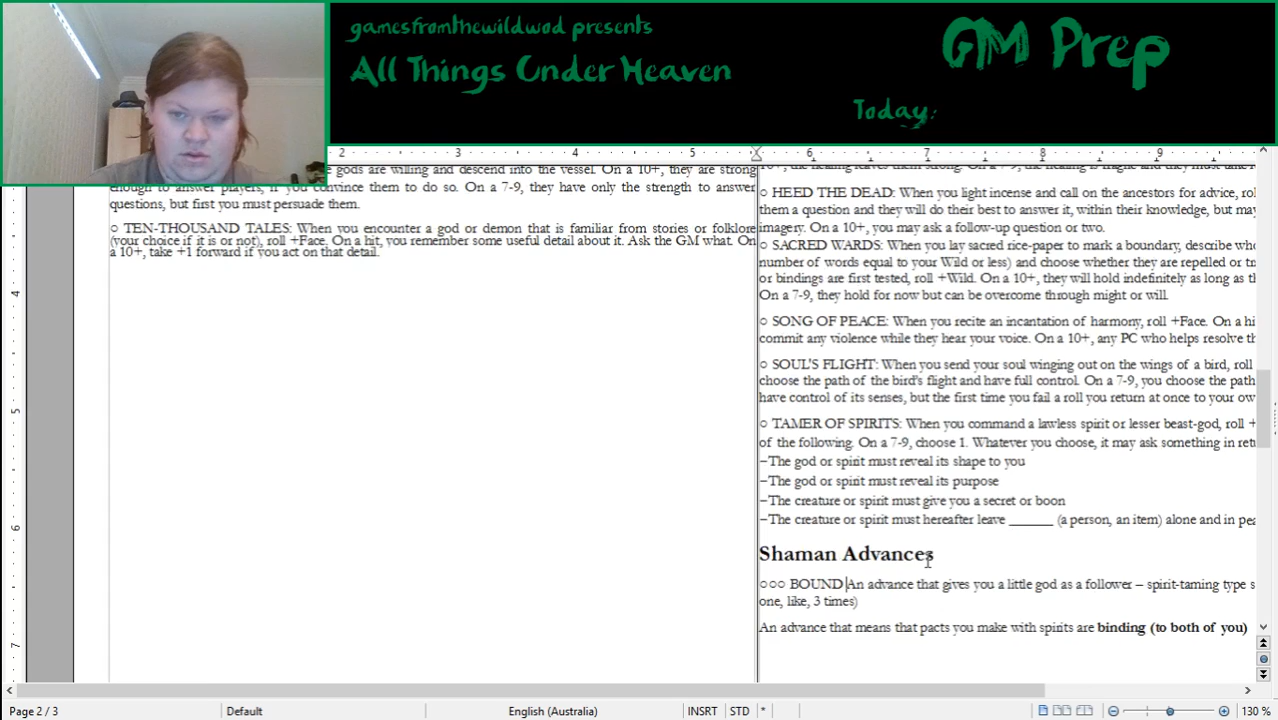 gamesfromthewildwod presents
All Things Under Heaven
GM Prep
Today:
2 3 4 5 6 7 8 9
e gods are willing and descend into the vessel. On a 10+, they are strong
enough to answer players, if you convince them to do so. On a 7-9, they have only the strength to answer
questions, but first you must persuade them.
○ TEN-THOUSAND TALES: When you encounter a god or demon that is familiar from stories or folklore
(your choice if it is or not), roll +Face. On a hit, you remember some useful detail about it. Ask the GM what. On
a 10+, take +1 forward if you act on that detail.
○ HEED THE DEAD: When you light incense and call on the ancestors for advice, rol
them a question and they will do their best to answer it, within their knowledge, but may
imagery. On a 10+, you may ask a follow-up question or two.
○ SACRED WARDS: When you lay sacred rice-paper to mark a boundary, describe who
number of words equal to your Wild or less) and choose whether they are repelled or tr
or bindings are first tested, roll +Wild. On a 10+, they will hold indefinitely as long as th
On a 7-9, they hold for now but can be overcome through might or will.
○ SONG OF PEACE: When you recite an incantation of harmony, roll +Face. On a hi
commit any violence while they hear your voice. On a 10+, any PC who helps resolve th
○ SOUL'S FLIGHT: When you send your soul winging out on the wings of a bird, roll
choose the path of the bird's flight and have full control. On a 7-9, you choose the path
have control of its senses, but the first time you fail a roll you return at once to your ow
○ TAMER OF SPIRITS: When you command a lawless spirit or lesser beast-god, roll +
of the following. On a 7-9, choose 1. Whatever you choose, it may ask something in retu
–The god or spirit must reveal its shape to you
–The god or spirit must reveal its purpose
–The creature or spirit must give you a secret or boon
–The creature or spirit must hereafter leave ______ (a person, an item) alone and in pea
Shaman Advances
○○○ BOUND An advance that gives you a little god as a follower – spirit-taming type s
one, like, 3 times)
An advance that means that pacts you make with spirits are binding (to both of you)
4
5
6
7
Page 2 / 3 Default English (Australia) INSRT STD * 130 %